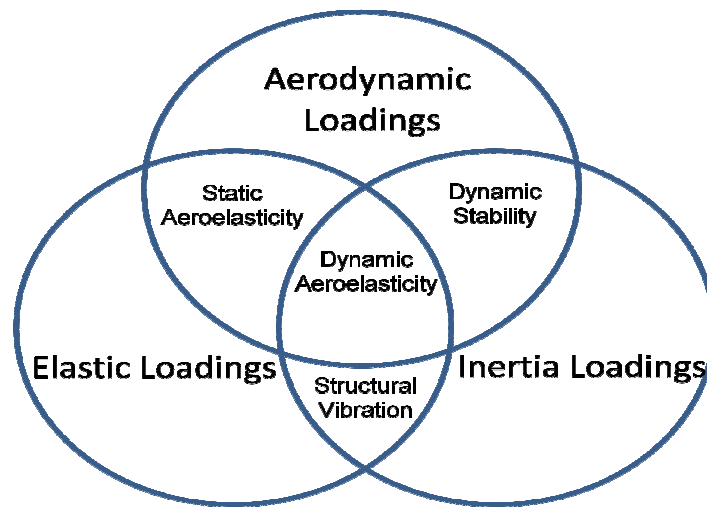 Aerodynamic
Loadings
Static
Aeroelasticity
Dynamic
Stability
Dynamic
Aeroelasticity
Elastic Loadings
Inertia Loadings
Structural
Vibration